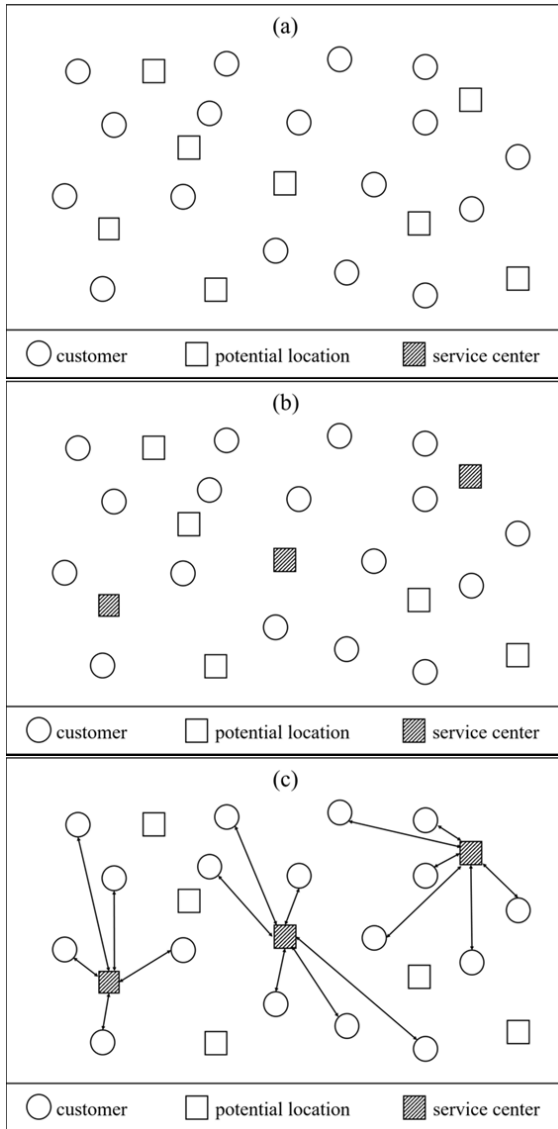 (a)
customer potential location service center
(b)
customer potential location service center
(c)
customer potential location service center